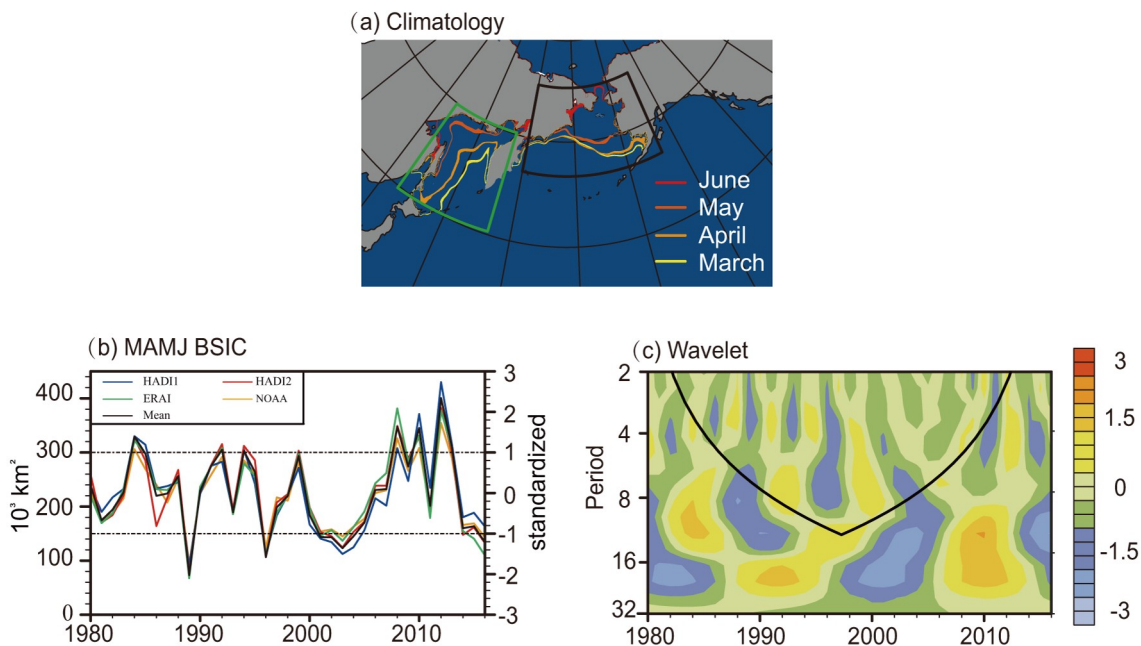 (a) Climatology
June
May
April
March
(b) MAMJ BSIC
HADI1
HADI2
ERAI
NOAA
Mean
10³ km²
400
300
200
100
0
3
2
1
0
-1
-2
-3
standardized
1980
1990
2000
2010
(c) Wavelet
Period
2
4
8
16
32
1980
1990
2000
2010
3
1.5
0
-1.5
-3